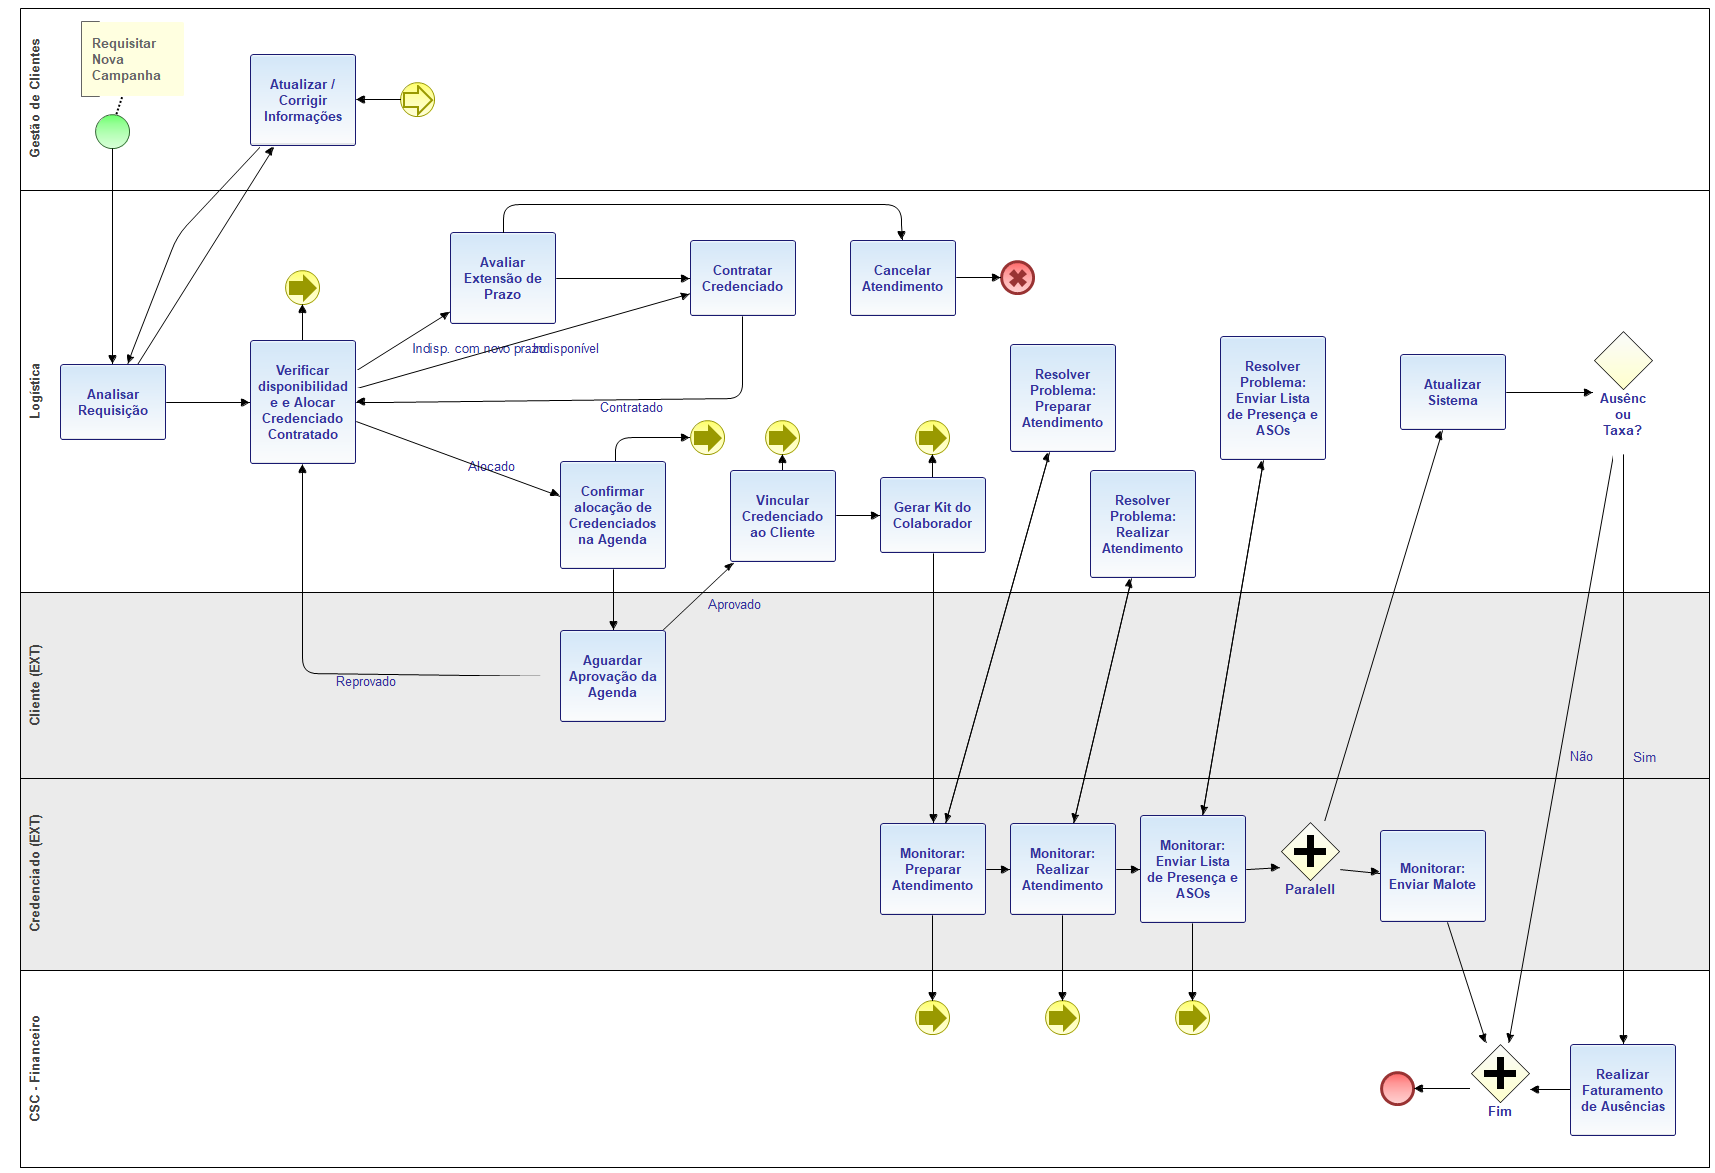 Gestão de Clientes
Requisitar
Nova
Campanha
Atualizar /
Corrigir
Informações
Logística
Analisar
Requisição
Verificar
disponibilidad
e e Alocar
Credenciado
Contratado
Avaliar
Extensão de
Prazo
Contratar
Credenciado
Cancelar
Atendimento
Indisp. com novo prazo
Indisponível
Contratado
Alocado
Confirmar
alocação de
Credenciados
na Agenda
Vincular
Credenciado
ao Cliente
Gerar Kit do
Colaborador
Resolver
Problema:
Preparar
Atendimento
Resolver
Problema:
Realizar
Atendimento
Resolver
Problema:
Enviar Lista
de Presença e
ASOs
Atualizar
Sistema
Ausênc
ou
Taxa?
Cliente (EXT)
Aprovado
Aguardar
Aprovação da
Agenda
Reprovado
Não
Sim
Credenciado (EXT)
Monitorar:
Preparar
Atendimento
Monitorar:
Realizar
Atendimento
Monitorar:
Enviar Lista
de Presença e
ASOs
Paralell
Monitorar:
Enviar Malote
CSC - Financeiro
Fim
Realizar
Faturamento
de Ausências